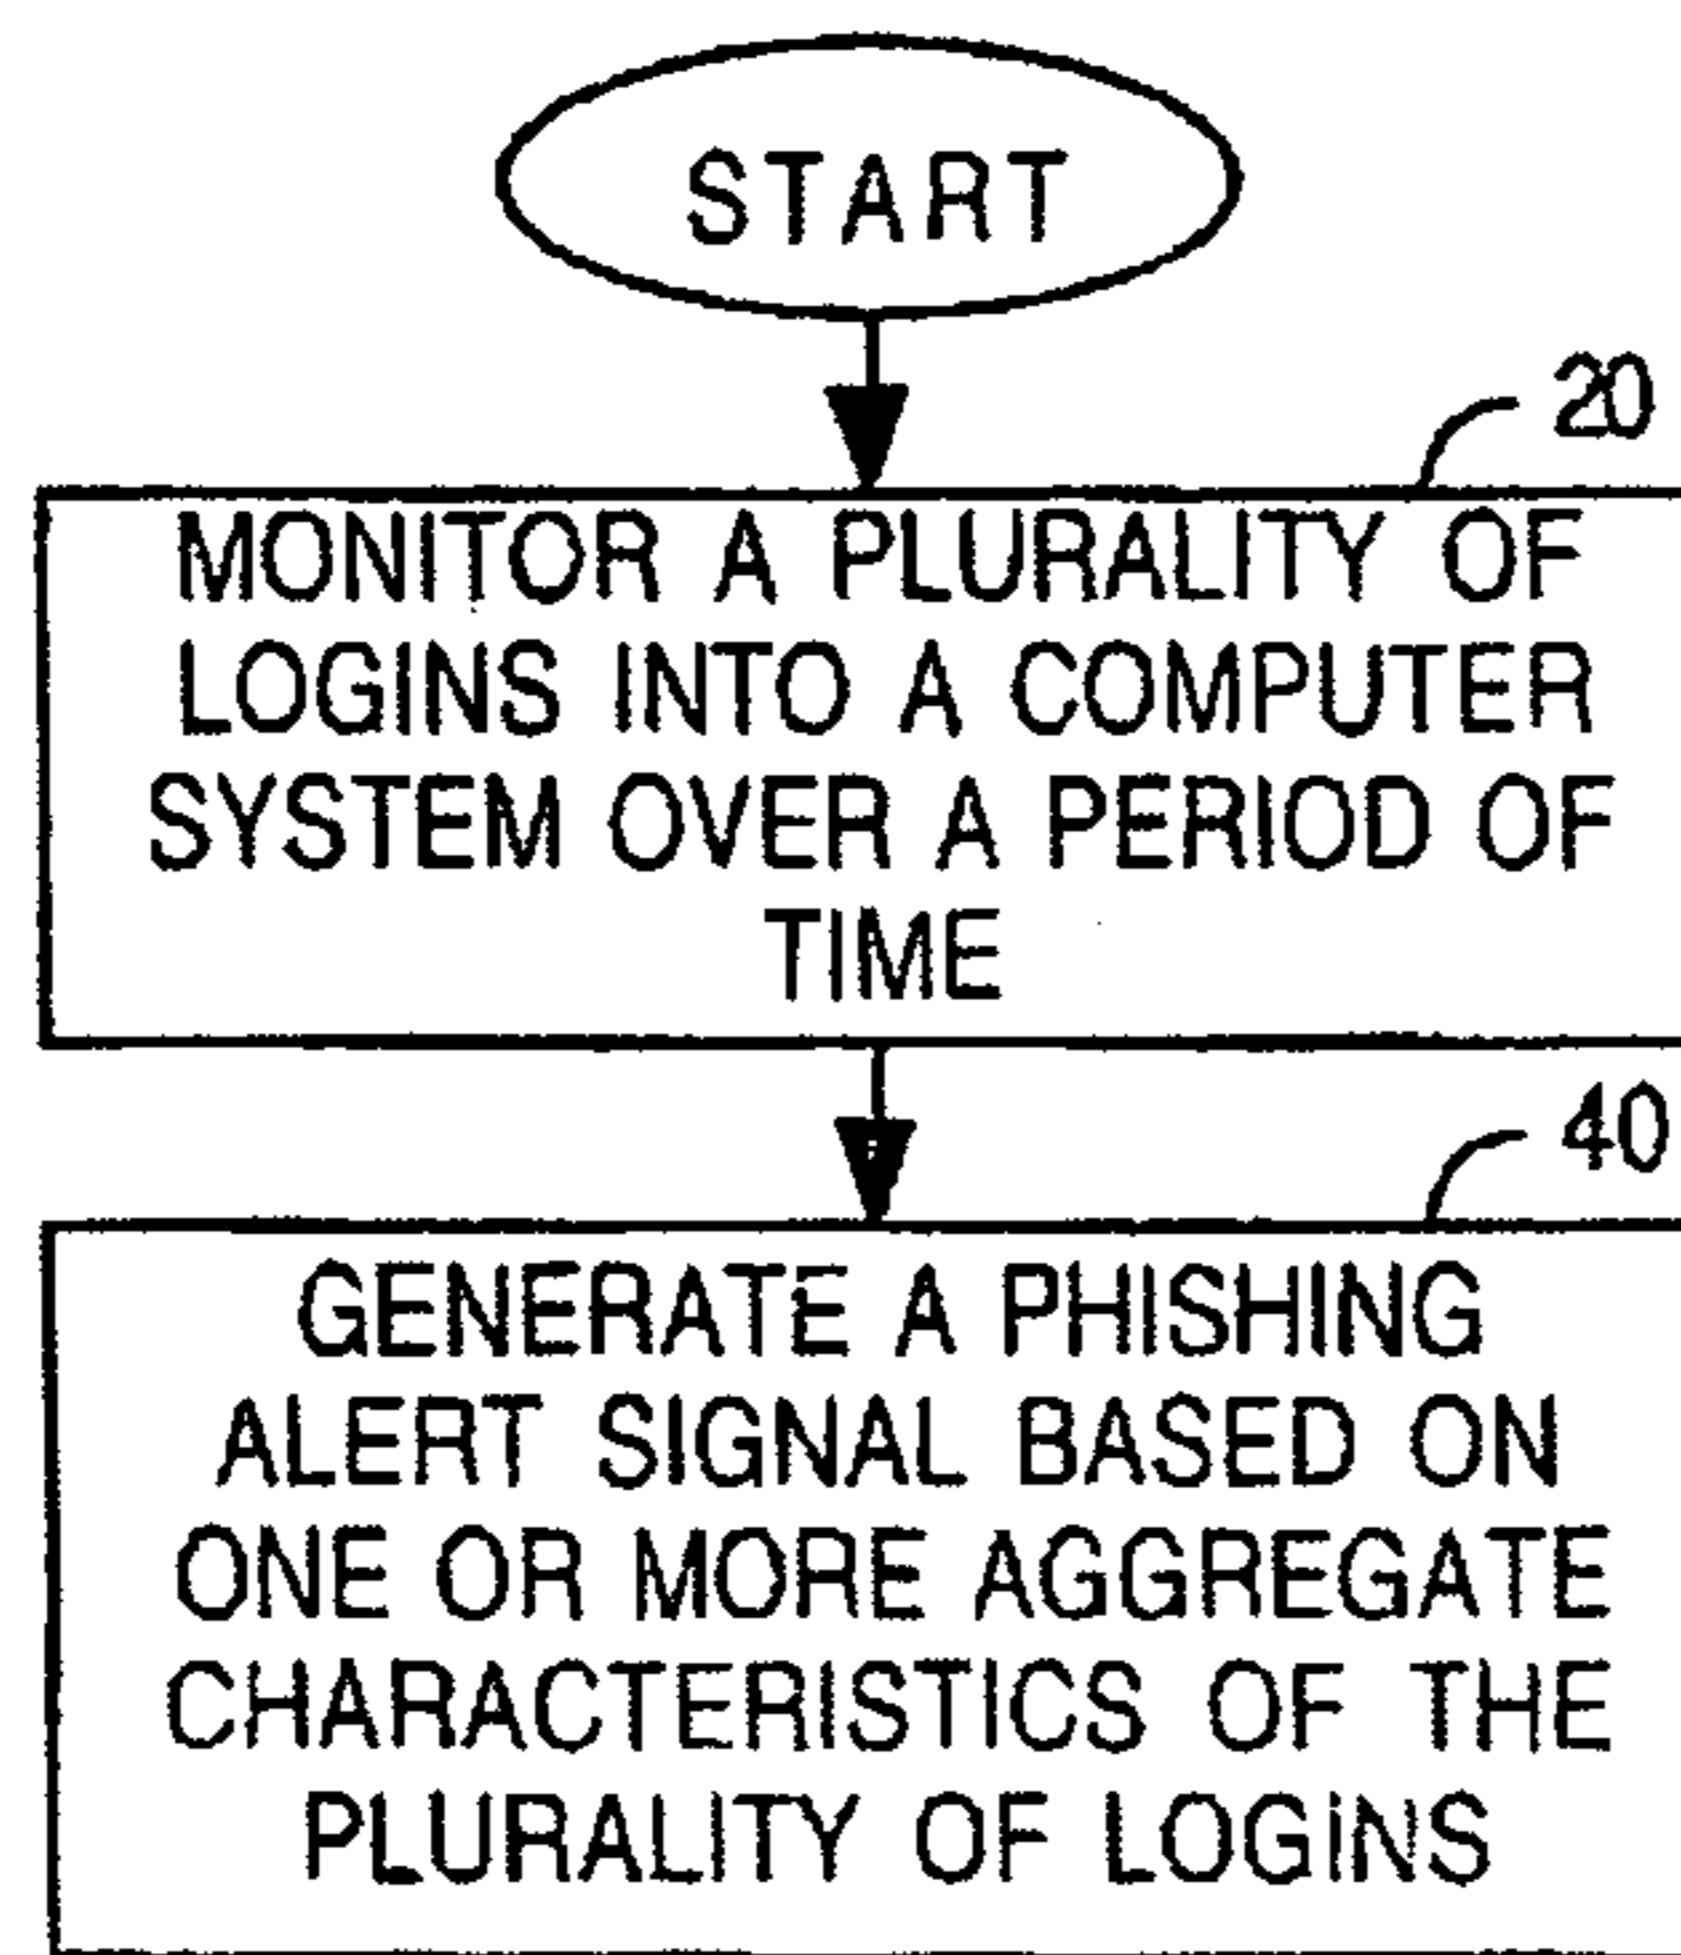 START
20
MONITOR A PLURALITY OF
LOGINS INTO A COMPUTER
SYSTEM OVER A PERIOD OF
TIME
40
GENERATE A PHISHING
ALERT SIGNAL BASED ON
ONE OR MORE AGGREGATE
CHARACTERISTICS OF THE
PLURALITY OF LOGINS